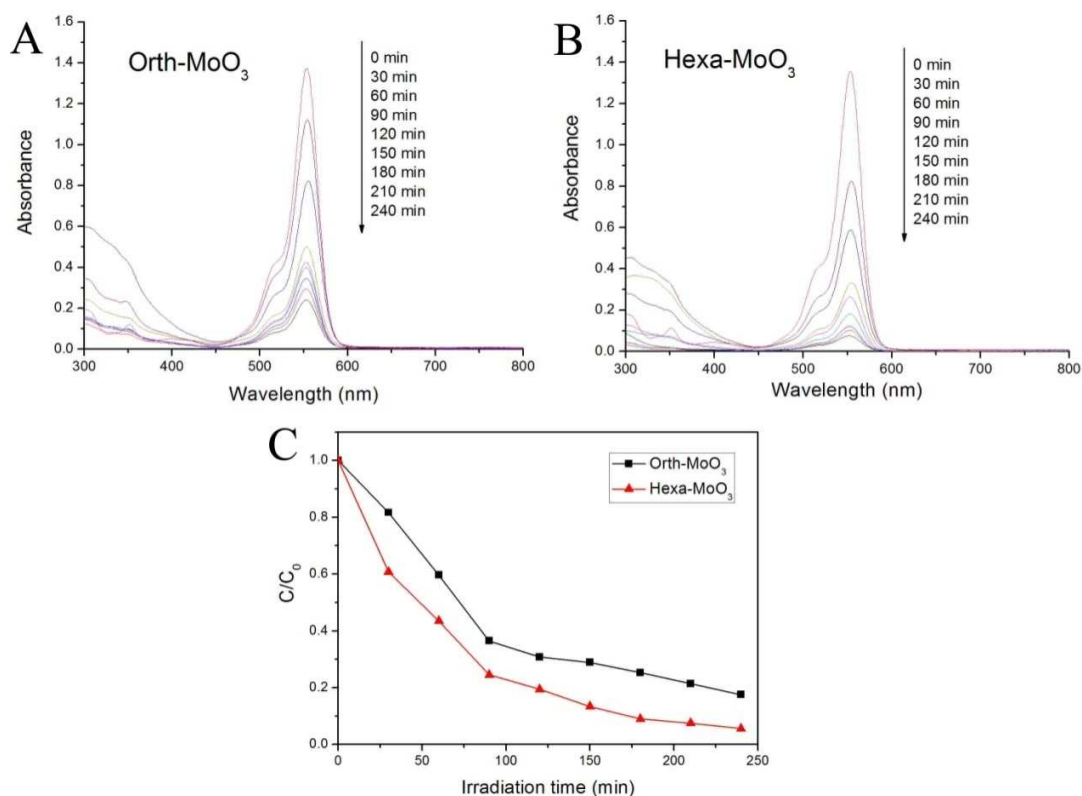 A
Orth-MoO₃
0 min
30 min
60 min
90 min
120 min
150 min
180 min
210 min
240 min
Absorbance
1.6
1.4
1.2
1.0
0.8
0.6
0.4
0.2
0.0
300 400 500 600 700 800
Wavelength (nm)
B
Hexa-MoO₃
0 min
30 min
60 min
90 min
120 min
150 min
180 min
210 min
240 min
Absorbance
1.6
1.4
1.2
1.0
0.8
0.6
0.4
0.2
0.0
300 400 500 600 700 800
Wavelength (nm)
C
Orth-MoO₃
Hexa-MoO₃
C/C₀
1.0
0.8
0.6
0.4
0.2
0.0
0 50 100 150 200 250
Irradiation time (min)